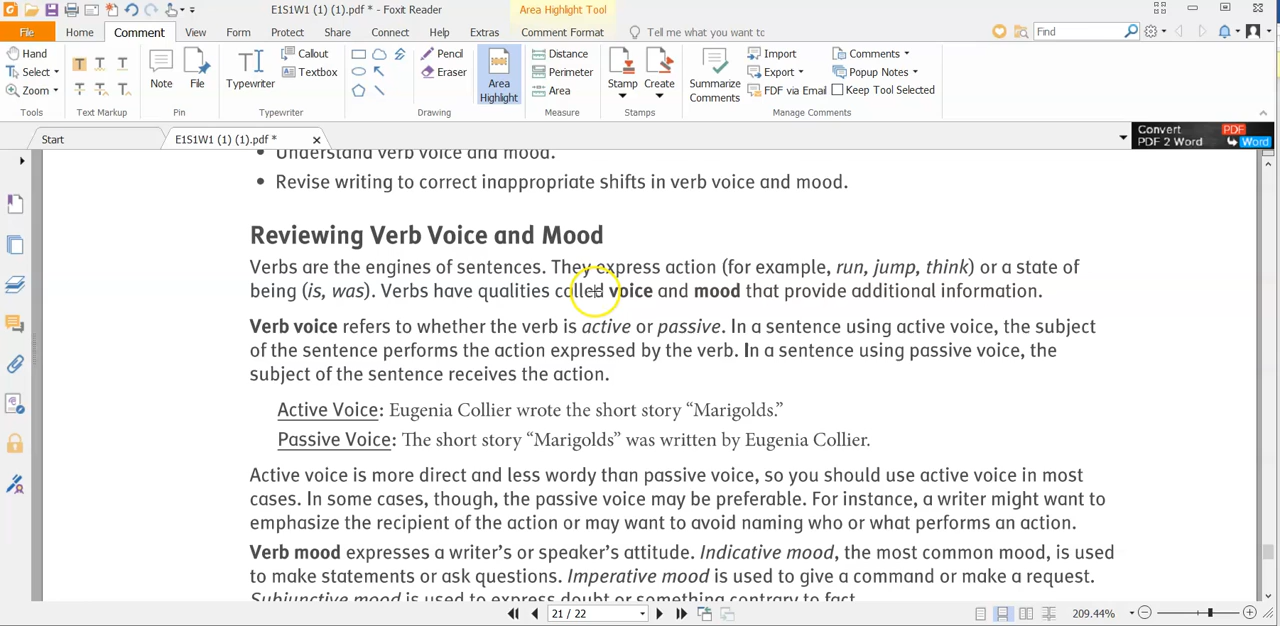 E1S1W1 (1) (1).pdf * - Foxit Reader
Area Highlight Tool
File Home Comment View Form Protect Share Connect Help Extras Comment Format Tell me what you want tc Find
Hand
Select
Zoom
Tools
Text Markup
Note
File
Pin
Typewriter
Callout
Textbox
Typewriter
Pencil
Eraser
Area Highlight
Drawing
Distance
Perimeter
Area
Measure
Stamp
Create
Stamps
Summarize Comments
Import
Export
FDF via Email
Comments
Popup Notes
Keep Tool Selected
Manage Comments
Start
E1S1W1 (1) (1).pdf *
Convert PDF
PDF 2 Word Word
• Understand verb voice and mood.
• Revise writing to correct inappropriate shifts in verb voice and mood.
Reviewing Verb Voice and Mood
Verbs are the engines of sentences. They express action (for example, run, jump, think) or a state of
being (is, was). Verbs have qualities called voice and mood that provide additional information.
Verb voice refers to whether the verb is active or passive. In a sentence using active voice, the subject
of the sentence performs the action expressed by the verb. In a sentence using passive voice, the
subject of the sentence receives the action.
Active Voice: Eugenia Collier wrote the short story “Marigolds.”
Passive Voice: The short story “Marigolds” was written by Eugenia Collier.
Active voice is more direct and less wordy than passive voice, so you should use active voice in most
cases. In some cases, though, the passive voice may be preferable. For instance, a writer might want to
emphasize the recipient of the action or may want to avoid naming who or what performs an action.
Verb mood expresses a writer’s or speaker’s attitude. Indicative mood, the most common mood, is used
to make statements or ask questions. Imperative mood is used to give a command or make a request.
Subjunctive mood is used to express doubt or something contrary to fact.
21 / 22
209.44%